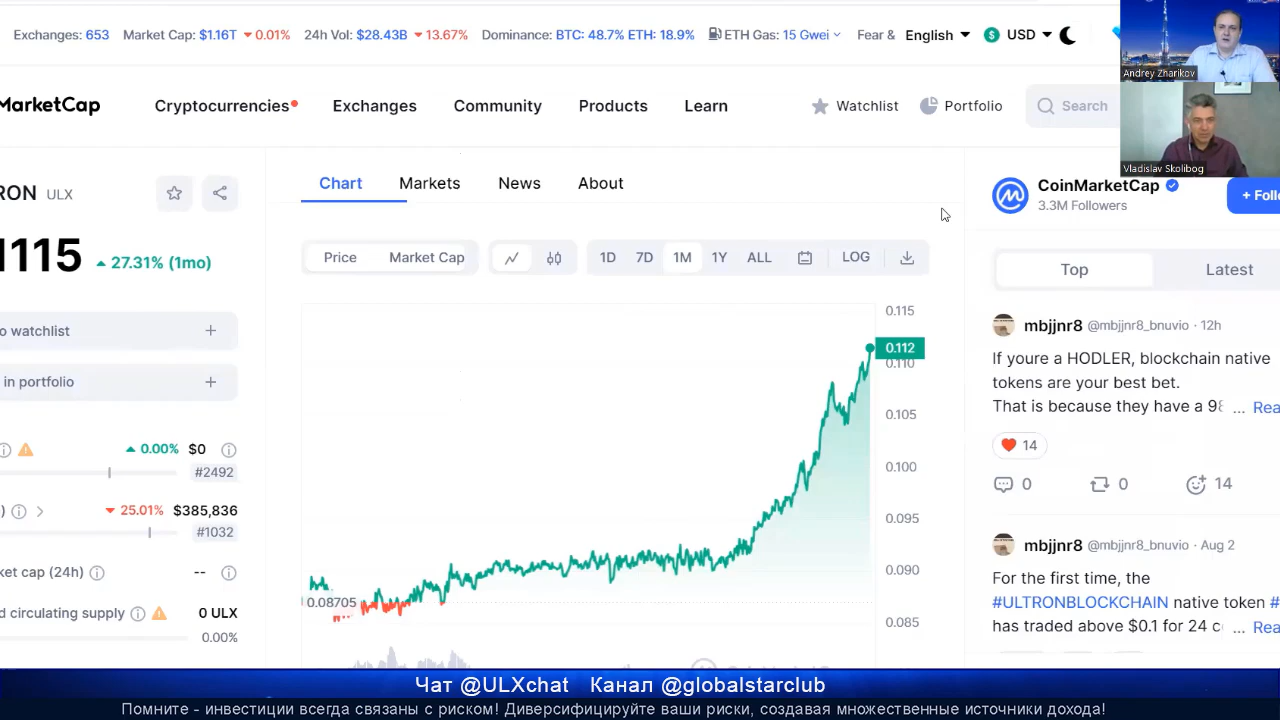 Exchanges: 653 Market Cap: $1.16T 0.01% 24h Vol: $28.43B 13.67% Dominance: BTC: 48.7% ETH: 18.9% ETH Gas: 15 Gwei Fear & English USD
Andrey Zharikov
MarketCap Cryptocurrencies Exchanges Community Products Learn Watchlist Portfolio Search
Vladislav Skolibog
RON ULX
Chart Markets News About
CoinMarketCap
3.3M Followers
+ Follo
1115 27.31% (1mo)
Price Market Cap 1D 7D 1M 1Y ALL LOG
Top Latest
o watchlist +
in portfolio +
0.00% $0
#2492
) 25.01% $385,836
#1032
ket cap (24h) --
d circulating supply 0 ULX
0.00%
0.115
0.112
0.110
0.105
0.100
0.095
0.090
0.085
0.08705
mbjjnr8 @mbjjnr8_bnuvio · 12h
If youre a HODLER, blockchain native
tokens are your best bet.
That is because they have a 98 ... Rea
14
0 0 14
mbjjnr8 @mbjjnr8_bnuvio · Aug 2
For the first time, the
#ULTRONBLOCKCHAIN native token #
has traded above $0.1 for 24 c ... Rea
Чат @ULXchat Канал @globalstarclub
Помните - инвестиции всегда связаны с риском! Диверсифицируйте ваши риски, создавая множественные источники дохода!